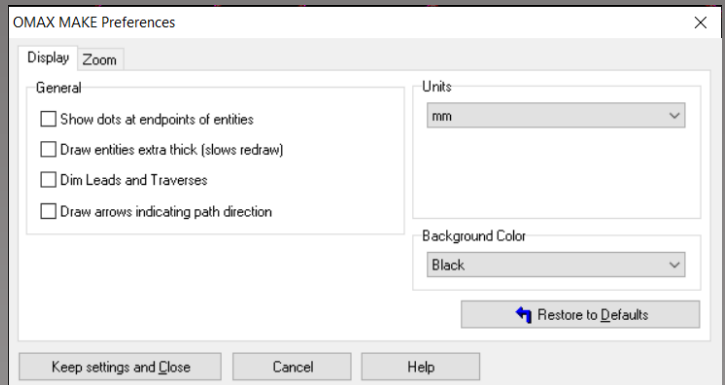 OMAX MAKE Preferences
Display
Zoom
General
Show dots at endpoints of entities
Draw entities extra thick (slows redraw)
Dim Leads and Traverses
Draw arrows indicating path direction
Units
mm
Background Color
Black
Restore to Defaults
Keep settings and Close
Cancel
Help